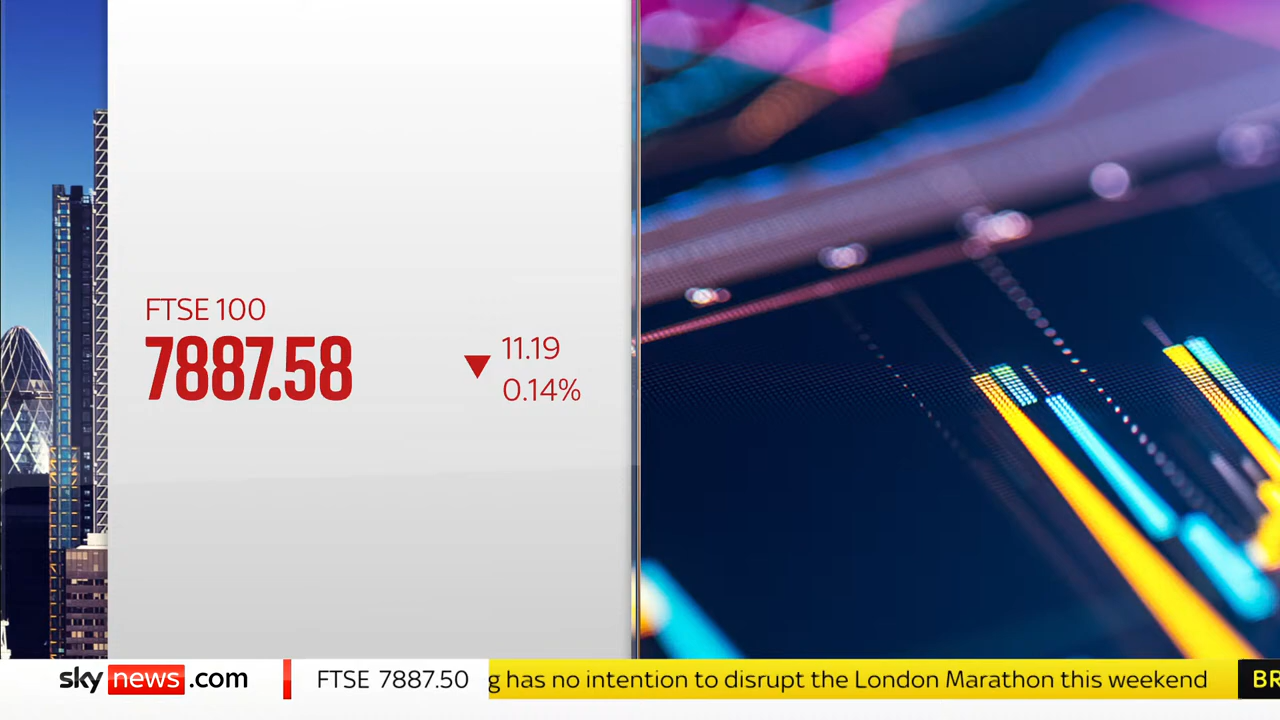 FTSE 100
7887.58
11.19
0.14%
sky news .com
FTSE 7887.50
g has no intention to disrupt the London Marathon this weekend
BR